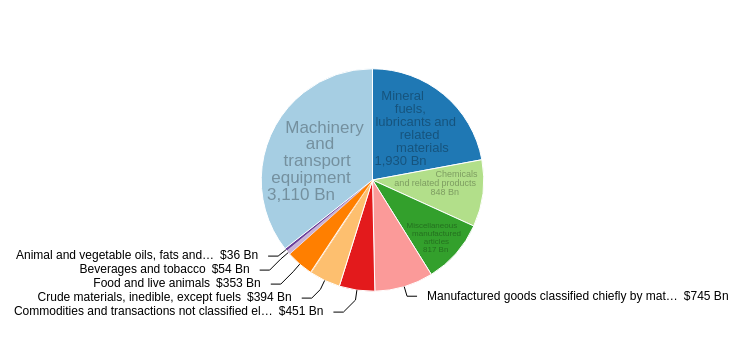 Mineral
fuels,
lubricants and
related
materials
1,930 Bn
Machinery
and
transport
equipment
3,110 Bn
Chemicals
and related products
848 Bn
Miscellaneous
manufactured
articles
617 Bn
Animal and vegetable oils, fats and… $36 Bn
Beverages and tobacco $54 Bn
Food and live animals $353 Bn
Crude materials, inedible, except fuels $394 Bn
Commodities and transactions not classified el… $451 Bn
Manufactured goods classified chiefly by mat… $745 Bn